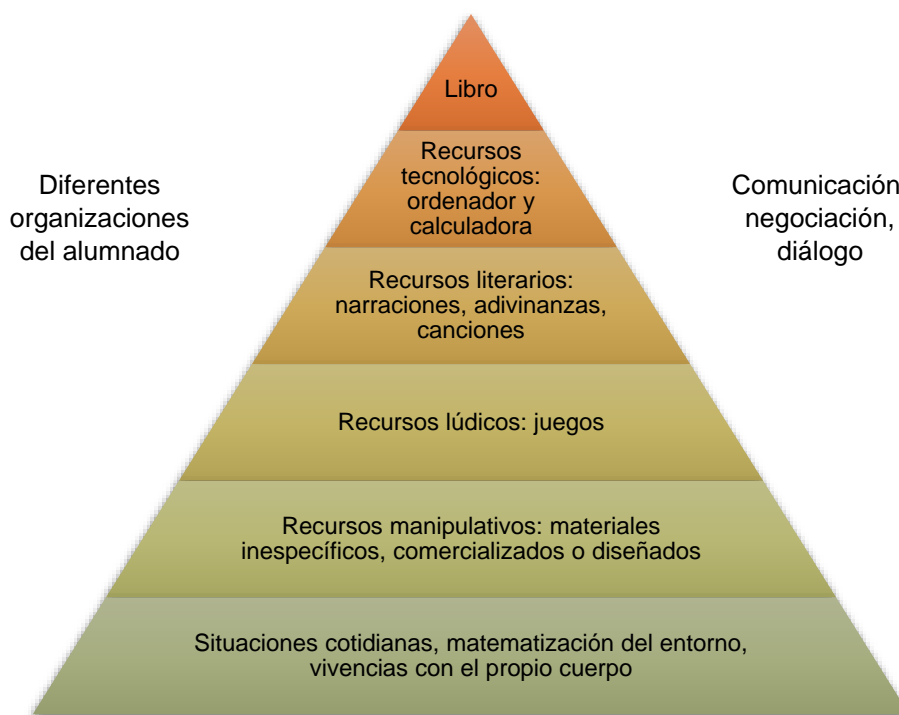 Libro
Recursos
tecnológicos:
ordenador y
calculadora
Diferentes
organizaciones
del alumnado
Comunicación
negociación,
diálogo
Recursos literarios:
narraciones, adivinanzas,
canciones
Recursos lúdicos: juegos
Recursos manipulativos: materiales
inespecíficos, comercializados o diseñados
Situaciones cotidianas, matematización del entorno,
vivencias con el propio cuerpo